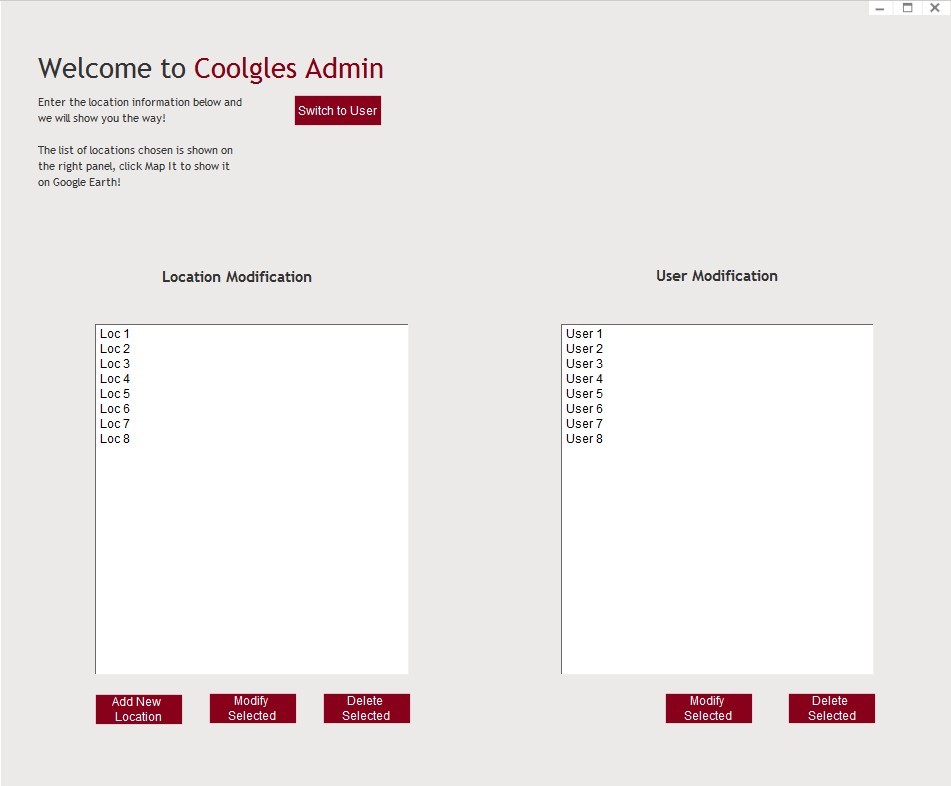 Welcome to Coolgles Admin
Enter the location information below and
we will show you the way!
Switch to User
The list of locations chosen is shown on
the right panel, click Map It to show it
on Google Earth!
Location Modification
Loc 1
Loc 2
Loc 3
Loc 4
Loc 5
Loc 6
Loc 7
Loc 8
Add New
Location
Modify
Selected
Delete
Selected
User Modification
User 1
User 2
User 3
User 4
User 5
User 6
User 7
User 8
Modify
Selected
Delete
Selected